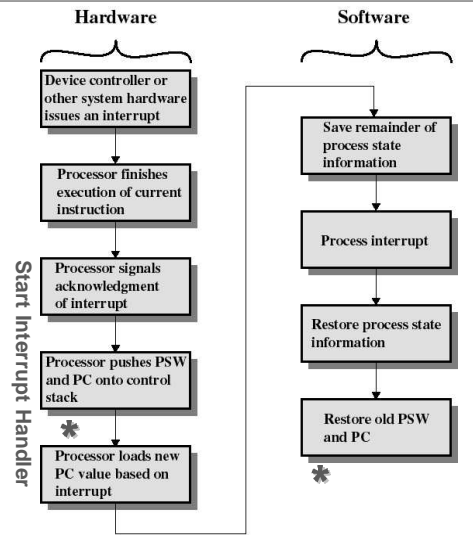 Hardware
Device controller or
other system hardware
issues an interrupt
Processor finishes
execution of current
instruction
Processor signals
acknowledgment
of interrupt
Processor pushes PSW
and PC onto control
stack
*
Processor loads new
PC value based on
interrupt
Start Interrupt Handler
Software
Save remainder of
process state
information
Process interrupt
Restore process state
information
Restore old PSW
and PC
*